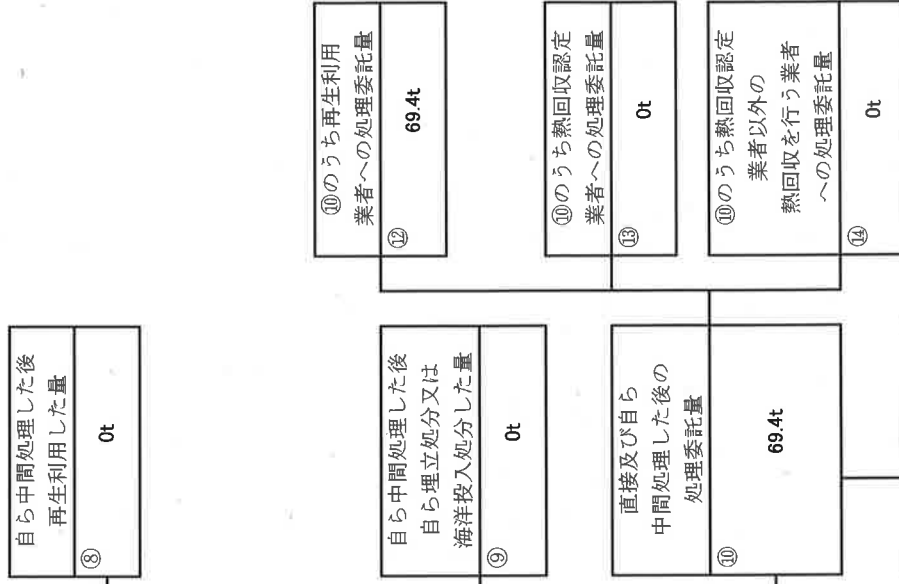 自ら中間処理した後
再生利用した量
⑧
0t
自ら中間処理した後
自ら埋立処分又は
海洋投入処分した量
⑨
0t
直接及び自ら
中間処理した後の
処理委託量
⑩
69.4t
⑩のうち再生利用
業者への処理委託量
⑫
69.4t
⑩のうち熱回収認定
業者への処理委託量
⑬
0t
⑩のうち熱回収認定
業者以外の
熱回収を行う業者
への処理委託量
⑭
0t